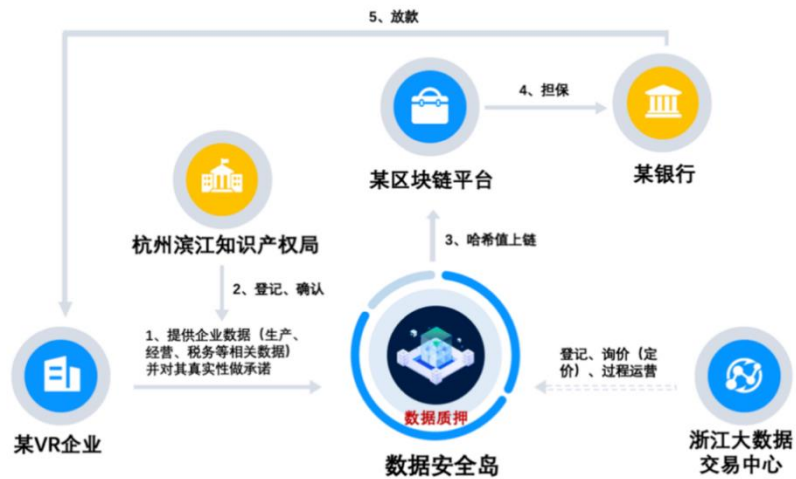 5、放款
4、担保
某区块链平台
某银行
杭州滨江知识产权局
3、哈希值上链
2、登记、确认
1、提供企业数据（生产、
经营、税务等相关数据）
并对其真实性做承诺
登记、询价（定
价）、过程运营
数据质押
某VR企业
数据安全岛
浙江大数据
交易中心